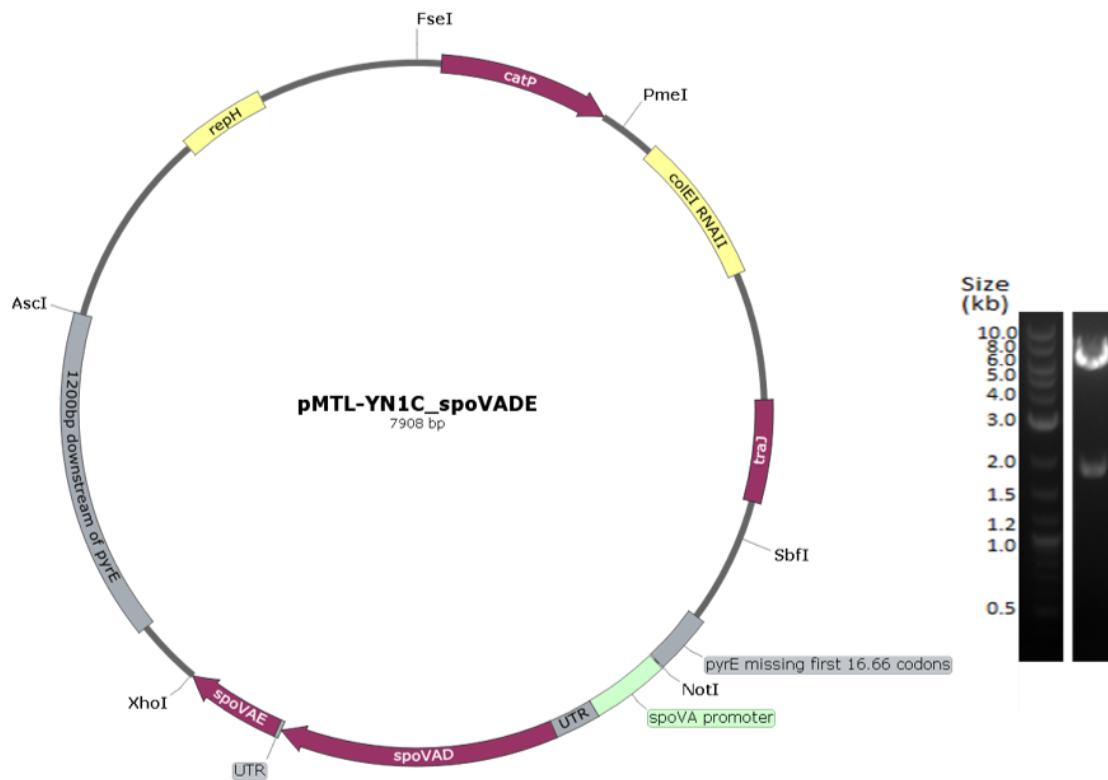 FseI
catP
PmeI
colEI RNAII
repH
AscI
1200bp downstream of pyrE
pMTL-YN1C_spoVADE
7908 bp
traJ
SbfI
pyrE missing first 16.66 codons
NotI
spoVA promoter
UTR
spoVAD
UTR
spoVAE
XhoI
Size
(kb)
10.0
8.0
6.0
5.0
4.0
3.0
2.0
1.5
1.2
1.0
0.5